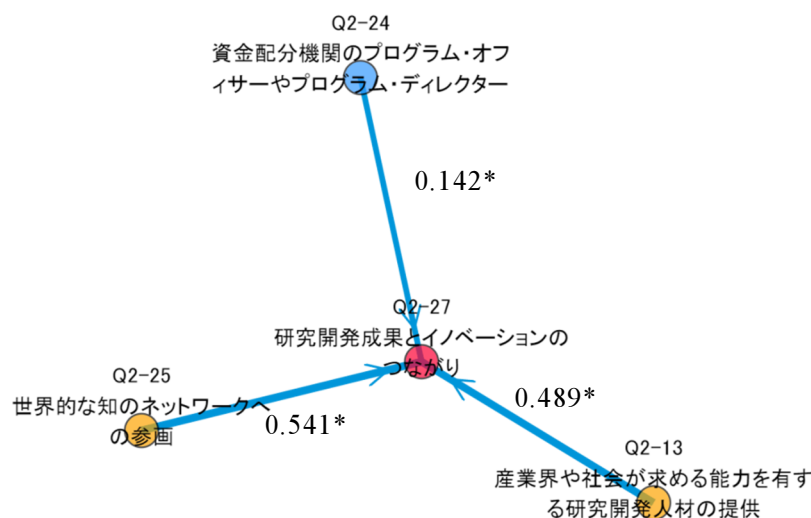 Q2-24
資金配分機関のプログラム・オフ
ィサーやプログラム・ディレクター
0.142*
Q2-27
研究開発成果とイノベーションの
つながり
Q2-25
世界的な知のネットワークへ
の参画
0.541*
0.489*
Q2-13
産業界や社会が求める能力を有す
る研究開発人材の提供